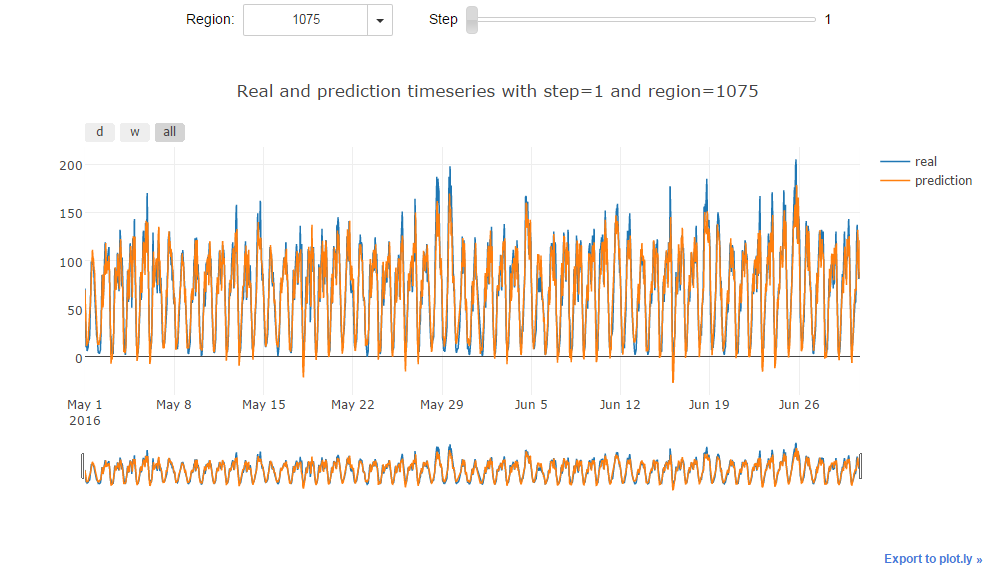 Region: 1075 Step 1
Real and prediction timeseries with step=1 and region=1075
d w all
real
prediction
200
150
100
50
0
May 1 May 8 May 15 May 22 May 29 Jun 5 Jun 12 Jun 19 Jun 26
2016
Export to plot.ly »